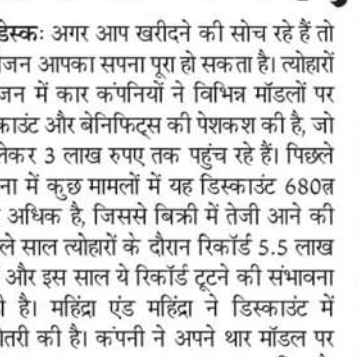 डेस्कः अगर आप खरीदने की सोच रहे हैं तो
जन आपका सपना पूरा हो सकता है। त्योहारों
जन में कार कंपनियों ने विभिन्न मॉडलों पर
काउंट और बेनिफिट्स की पेशकश की है, जो
लेकर 3 लाख रुपए तक पहुंच रहे हैं। पिछले
ना में कुछ मामलों में यह डिस्काउंट 680त्न
अधिक है, जिससे बिक्री में तेजी आने की
ले साल त्योहारों के दौरान रिकॉर्ड 5.5 लाख
और इस साल ये रिकॉर्ड टूटने की संभावना
है। महिंद्रा एंड महिंद्रा ने डिस्काउंट में
तरी की है। कंपनी ने अपने थार मॉडल पर